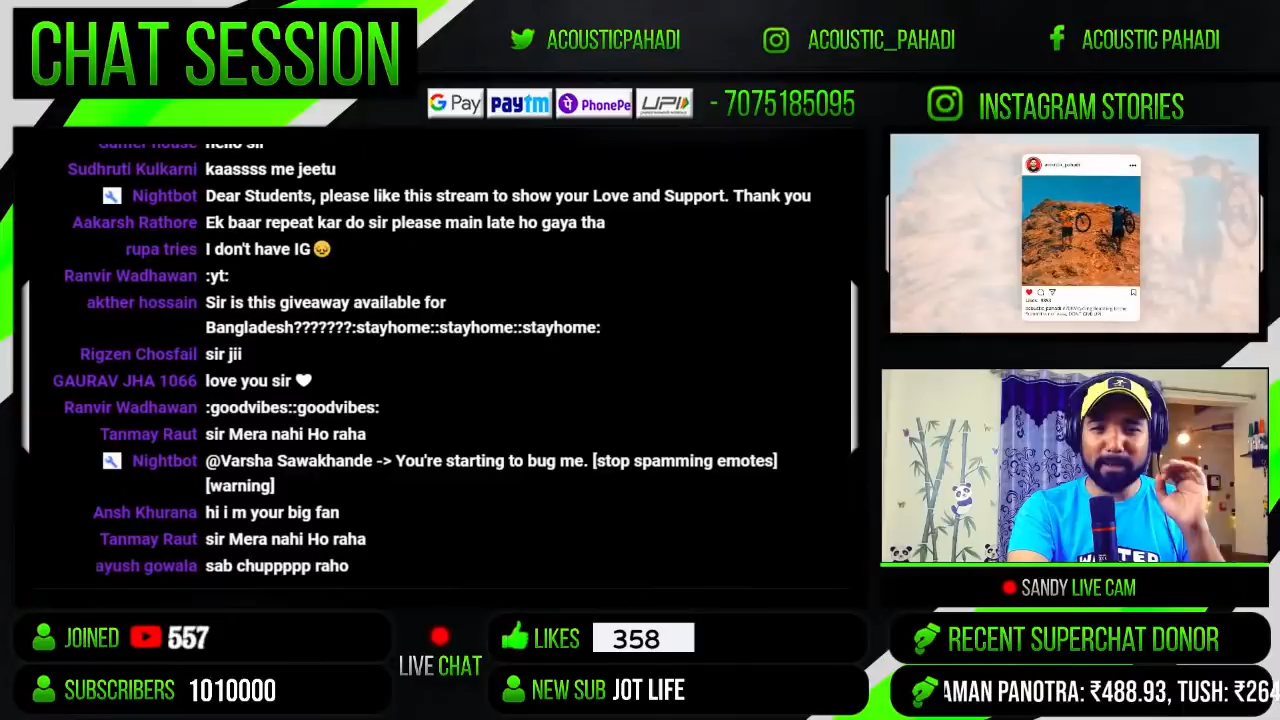 CHAT SESSION
ACOUSTICPAHADI
ACOUSTIC_PAHADI
ACOUSTIC PAHADI
G Pay paytm PhonePe UPI - 7075185095
INSTAGRAM STORIES
hello sir
Sudhruti Kulkarni kaassss me jeetu
Nightbot Dear Students, please like this stream to show your Love and Support. Thank you
Aakarsh Rathore Ek baar repeat kar do sir please main late ho gaya tha
rupa tries I don't have IG😞
Ranvir Wadhawan :yt:
akther hossain Sir is this giveaway available for
Bangladesh???????:stayhome::stayhome::stayhome:
Rigzen Chosfail sir jii
GAURAV JHA 1066 love you sir 🤍
Ranvir Wadhawan :goodvibes::goodvibes:
Tanmay Raut sir Mera nahi Ho raha
Nightbot @Varsha Sawakhande -> You're starting to bug me. [stop spamming emotes]
[warning]
Ansh Khurana hi i m your big fan
Tanmay Raut sir Mera nahi Ho raha
ayush gowala sab chuppppp raho
acoustic_pahadi
SANDY LIVE CAM
JOINED 557
LIVE CHAT
LIKES 358
RECENT SUPERCHAT DONOR
SUBSCRIBERS 1010000
NEW SUB JOT LIFE
AMAN PANOTRA: ₹488.93, TUSH: ₹264